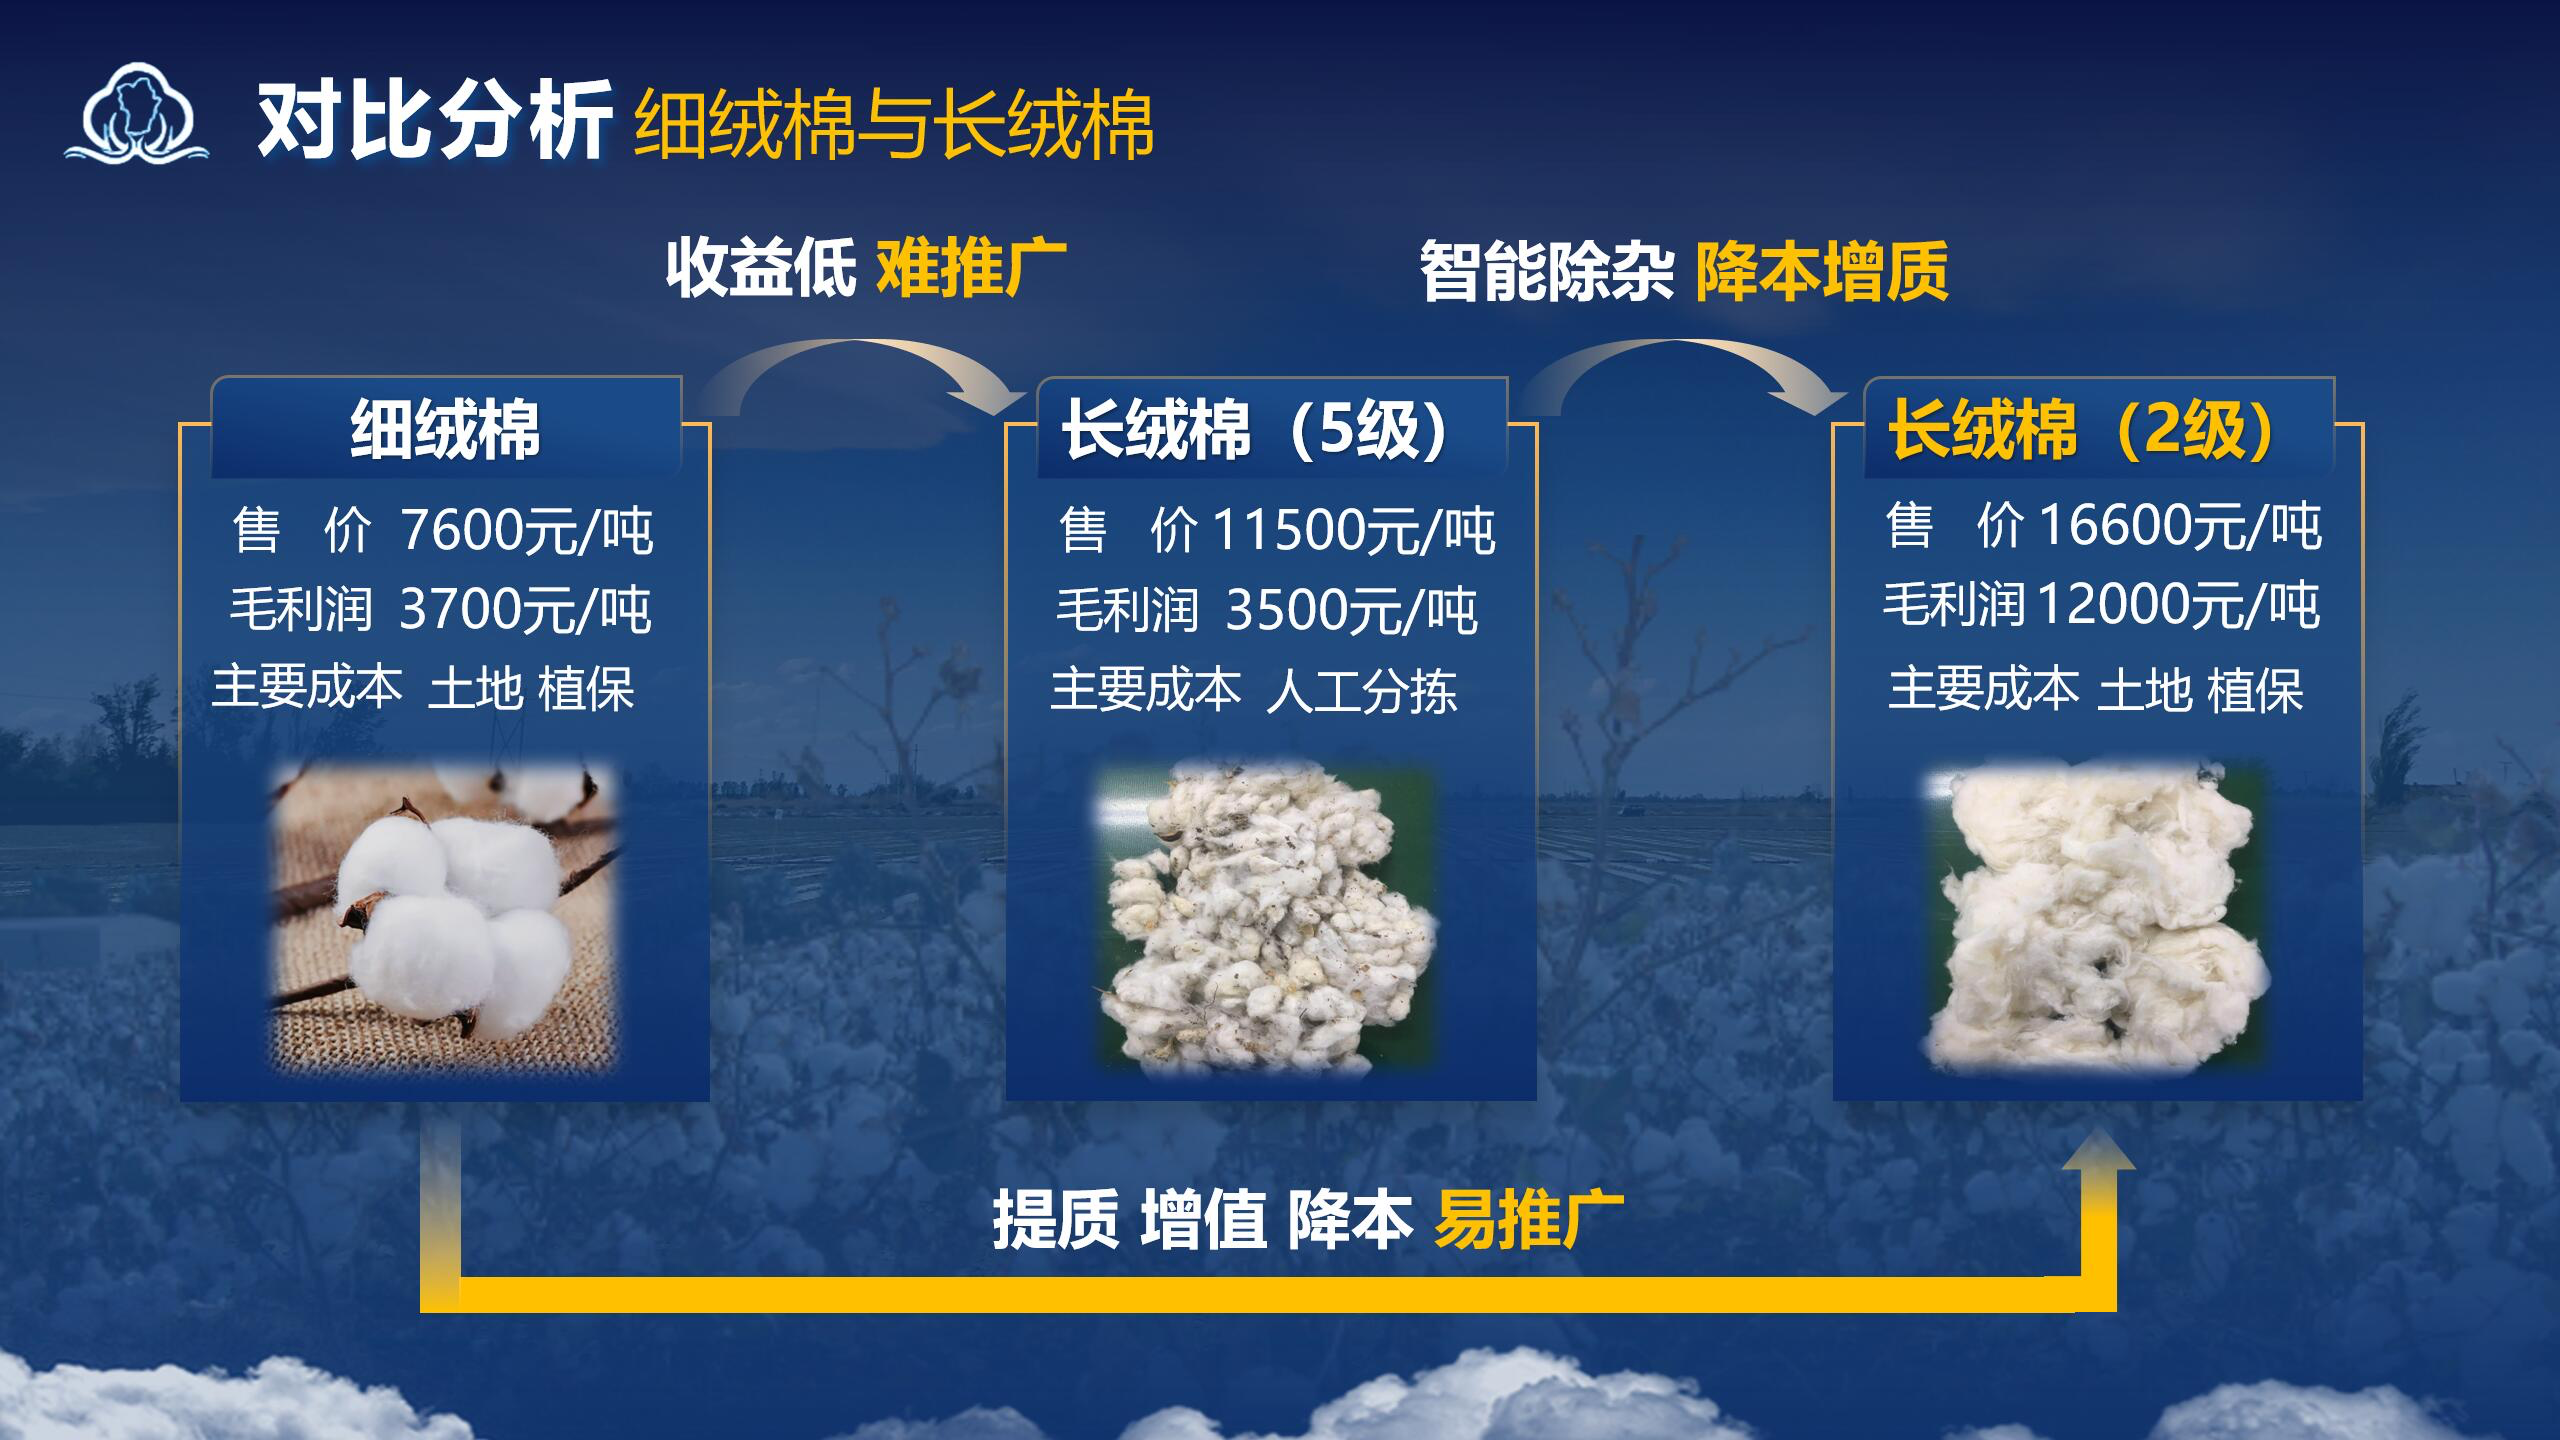 对比分析 细绒棉与长绒棉
收益低 难推广
智能除杂 降本增质
细绒棉
售 价 7600元/吨
毛利润 3700元/吨
主要成本 土地 植保
长绒棉（5级）
售 价 11500元/吨
毛利润 3500元/吨
主要成本 人工分拣
长绒棉（2级）
售 价 16600元/吨
毛利润 12000元/吨
主要成本 土地 植保
提质 增值 降本 易推广